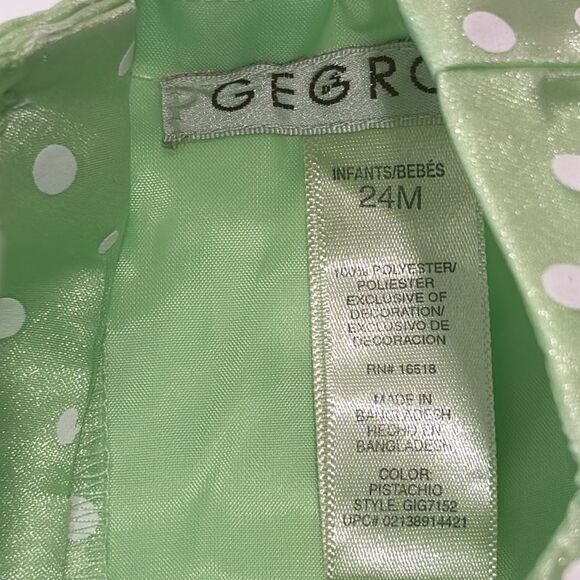 GEGRO
INFANTS/BEBÉS
24M
100% POLYESTER/
POLIESTER
EXCLUSIVE OF
DECORATION/
EXCLUSIVO DE
DECORACION
RN# 16518
MADE IN
BANGLADESH
HECHO EN
BANGLADESH
COLOR:
PISTACHIO
STYLE: GIG7152
UPC# 02138914421